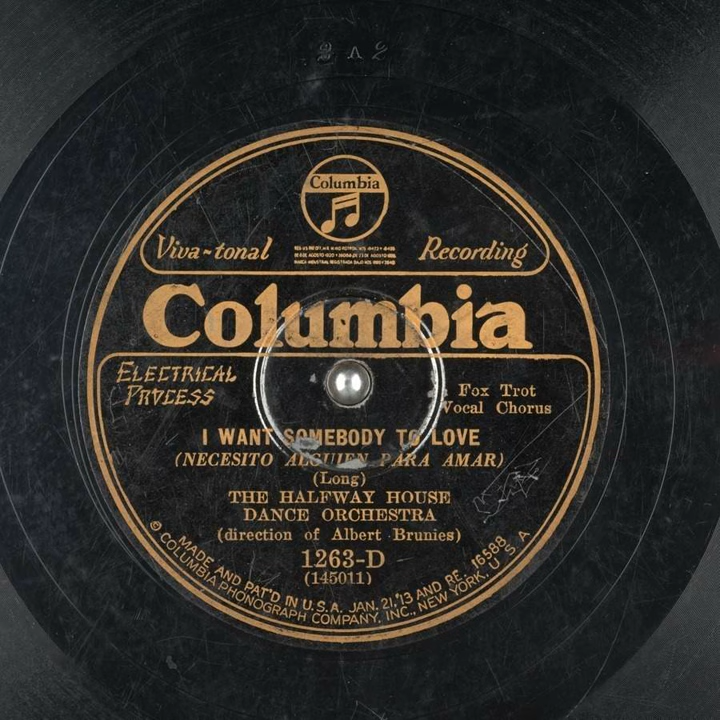 2 A 2
Columbia
Viva-tonal Recording
Columbia
ELECTRICAL
PROCESS
Fox Trot
Vocal Chorus
I WANT SOMEBODY TO LOVE
(NECESITO ALGUIEN PARA AMAR)
(Long)
THE HALFWAY HOUSE
DANCE ORCHESTRA
(direction of Albert Brunies)
1263-D
(145011)
MADE AND PAT'D IN U.S.A. JAN. 21, '13 AND RE. 16588
© COLUMBIA PHONOGRAPH COMPANY, INC., NEW YORK, U S A